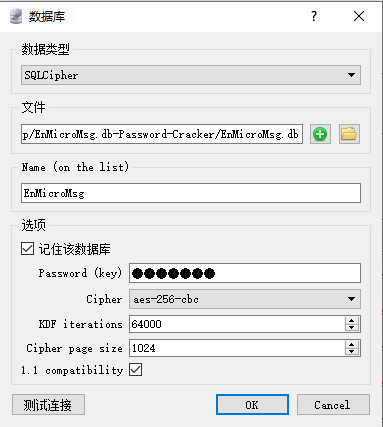 数据库
?
数据类型
SQLCipher
文件
p/EnMicroMsg.db-Password-Cracker/EnMicroMsg.db
Name (on the list)
EnMicroMsg
选项
记住该数据库
Password (key) ●●●●●●●
Cipher aes-256-cbc
KDF iterations 64000
Cipher page size 1024
1.1 compatibility
测试连接 OK Cancel